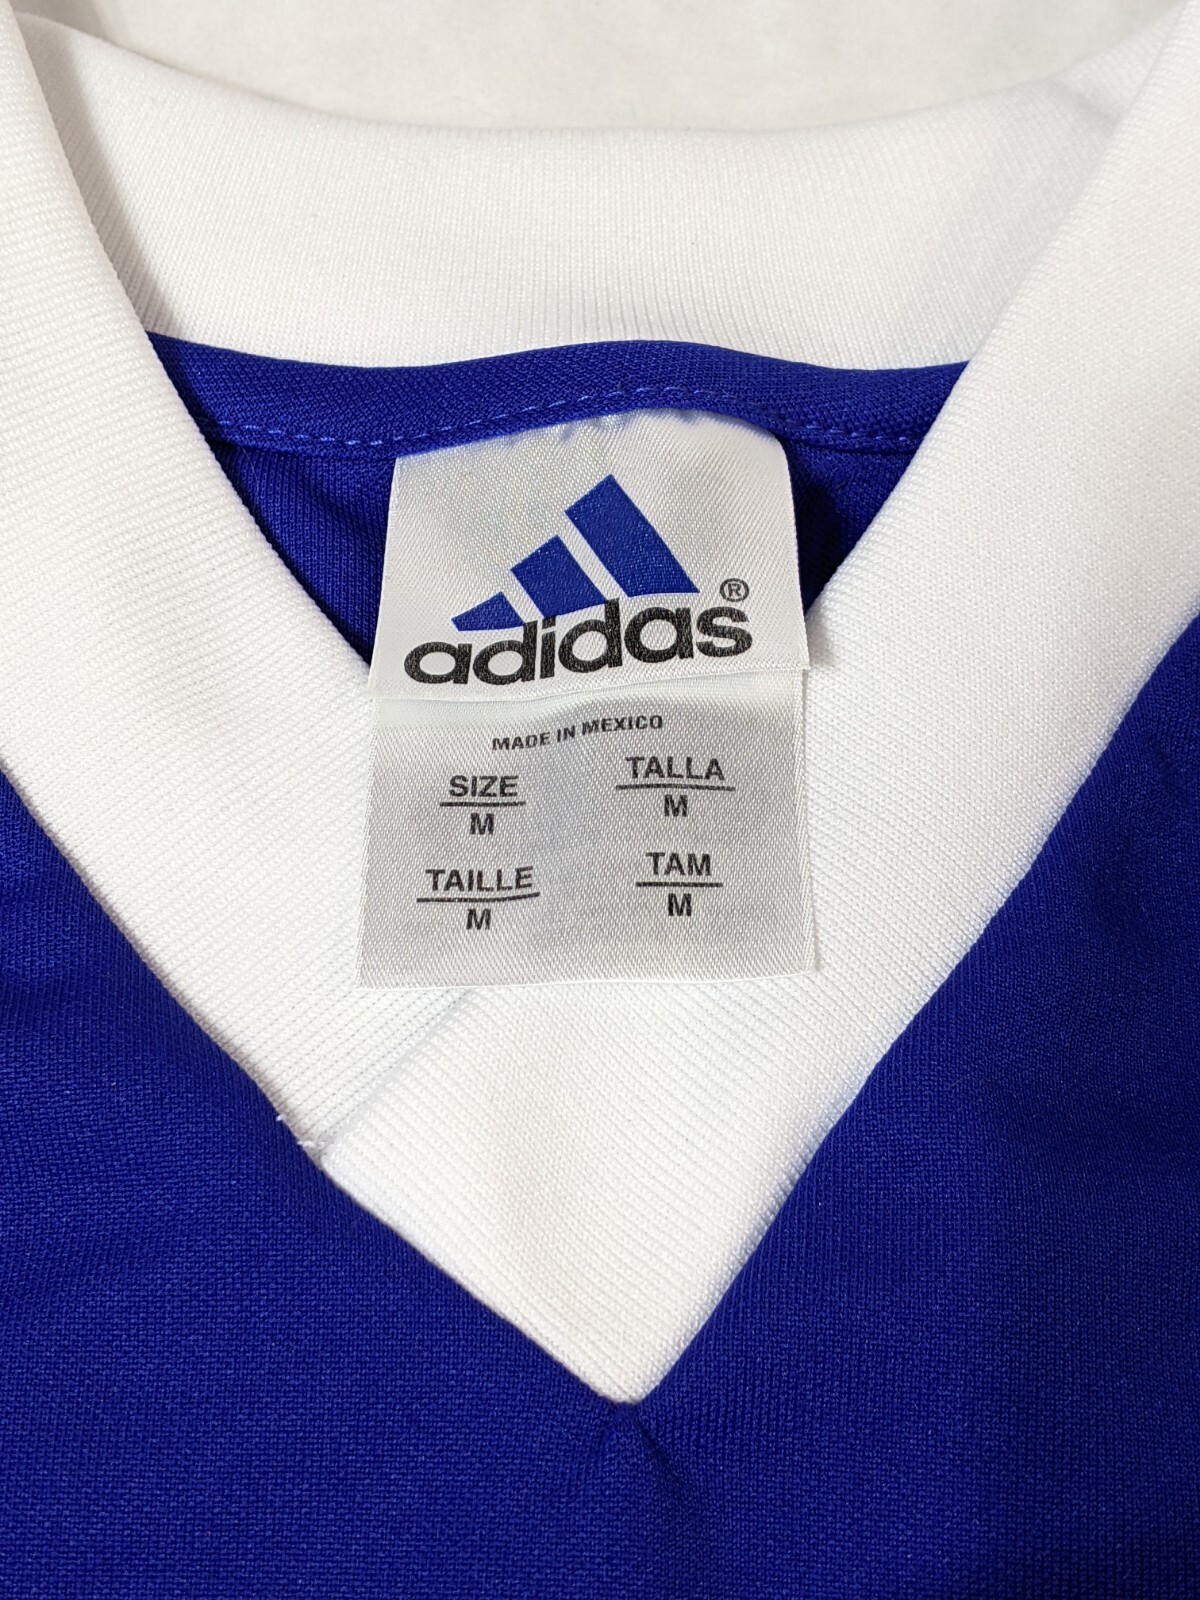 adidas®
MADE IN MEXICO
SIZE TALLA
M M
TAILLE TAM
M M